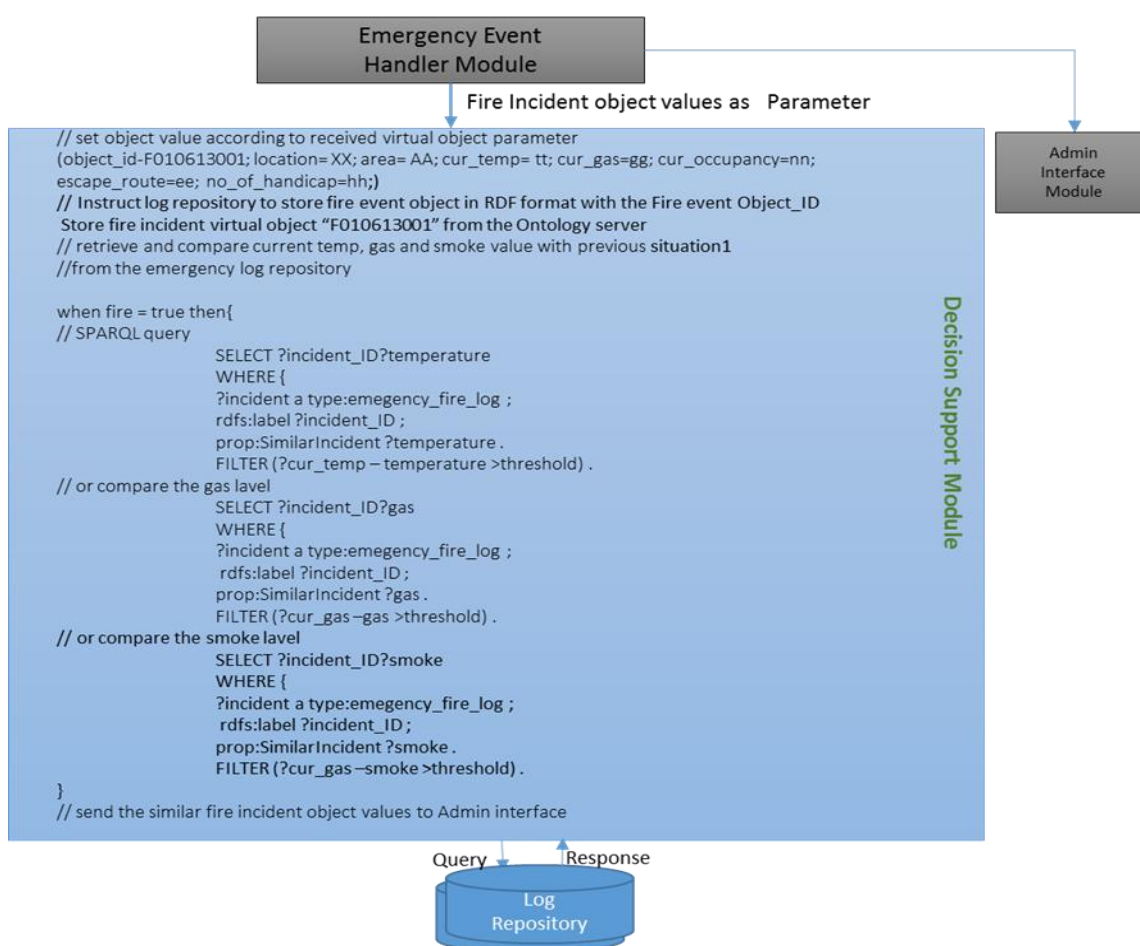 Emergency Event
Handler Module
Fire Incident object values as Parameter
Admin
Interface
Module
// set object value according to received virtual object parameter
(object_id-F010613001; location= XX; area= AA; cur_temp= tt; cur_gas=gg; cur_occupancy=nn;
escape_route=ee; no_of_handicap=hh;)
// Instruct log repository to store fire event object in RDF format with the Fire event Object_ID
Store fire incident virtual object “F010613001” from the Ontology server
// retrieve and compare current temp, gas and smoke value with previous situation1
//from the emergency log repository
when fire = true then{
// SPARQL query
SELECT ?incident_ID?temperature
WHERE {
?incident a type:emegency_fire_log ;
rdfs:label ?incident_ID ;
prop:SimilarIncident ?temperature .
FILTER (?cur_temp – temperature >threshold) .
// or compare the gas lavel
SELECT ?incident_ID?gas
WHERE {
?incident a type:emegency_fire_log ;
rdfs:label ?incident_ID ;
prop:SimilarIncident ?gas .
FILTER (?cur_gas –gas >threshold) .
// or compare the smoke lavel
SELECT ?incident_ID?smoke
WHERE {
?incident a type:emegency_fire_log ;
rdfs:label ?incident_ID ;
prop:SimilarIncident ?smoke .
FILTER (?cur_gas –smoke >threshold) .
}
// send the similar fire incident object values to Admin interface
Decision Support Module
Query
Response
Log
Repository